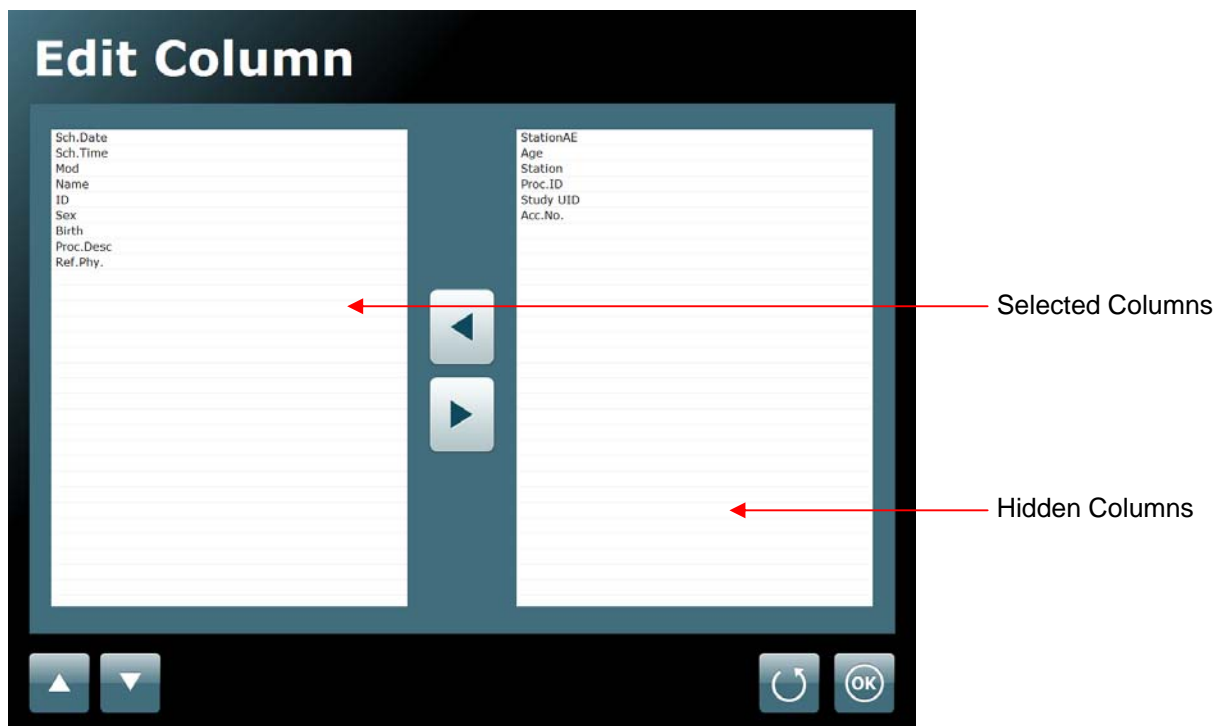 Edit Column
Sch.Date
Sch.Time
Mod
Name
ID
Sex
Birth
Proc.Desc
Ref.Phy.
StationAE
Age
Station
Proc.ID
Study UID
Acc.No.
Selected Columns
Hidden Columns
OK